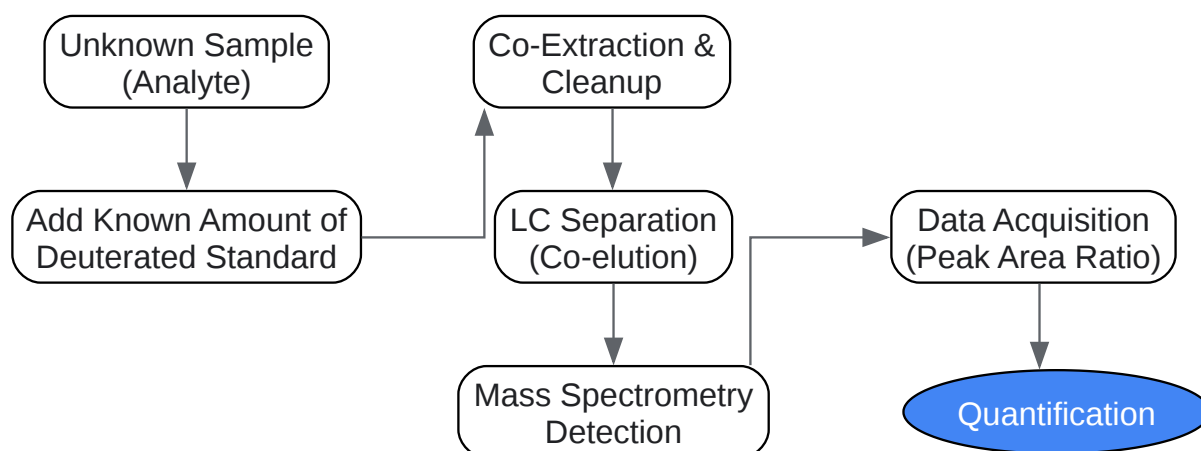 Unknown Sample
(Analyte)
Add Known Amount of
Deuterated Standard
Co-Extraction &
Cleanup
LC Separation
(Co-elution)
Mass Spectrometry
Detection
Data Acquisition
(Peak Area Ratio)
Quantification